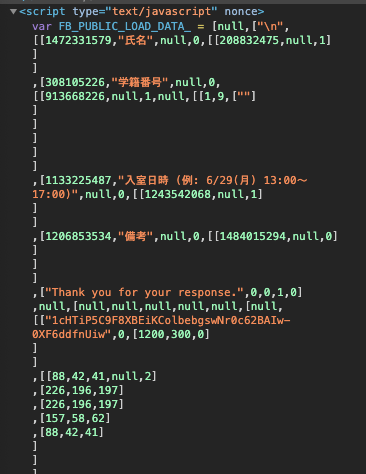 <script type="text/javascript" nonce>
var FB_PUBLIC_LOAD_DATA_ = [null,["\n",
[[1472331579,"氏名",null,0,[[208832475,null,1]
]
]
,[308105226,"学籍番号",null,0,
[[913668226,null,1,null,[[1,9,[""]
]
]
]
]
]
,[1133225487,"入室日時 (例: 6/29(月) 13:00〜
17:00)",null,0,[[1243542068,null,1]
]
]
,[1206853534,"備考",null,0,[[1484015294,null,0]
]
]
]
,["Thank you for your response.",0,0,1,0]
,null,[null,null,null,null,null,[null,
[["1cHTiP5C9F8XBEiKColbebgswNr0c62BAIw-
0XF6ddfnUiw",0,[1200,300,0]
]
]
,[[88,42,41,null,2]
,[226,196,197]
,[226,196,197]
,[157,58,62]
,[88,42,41]
]
]